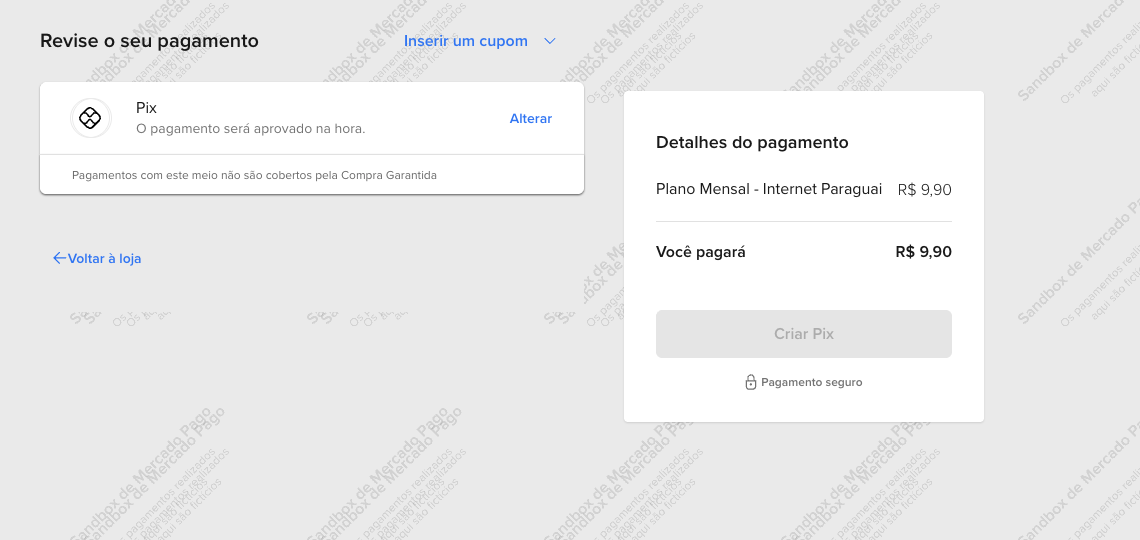 Revise o seu pagamento
Inserir um cupom
Pix
O pagamento será aprovado na hora.
Alterar
Pagamentos com este meio não são cobertos pela Compra Garantida
Voltar à loja
Detalhes do pagamento
Plano Mensal - Internet Paraguai R$ 9,90
Você pagará R$ 9,90
Criar Pix
Pagamento seguro
Sandbox de Mercado Pago
Os pagamentos realizados
aqui são fictícios